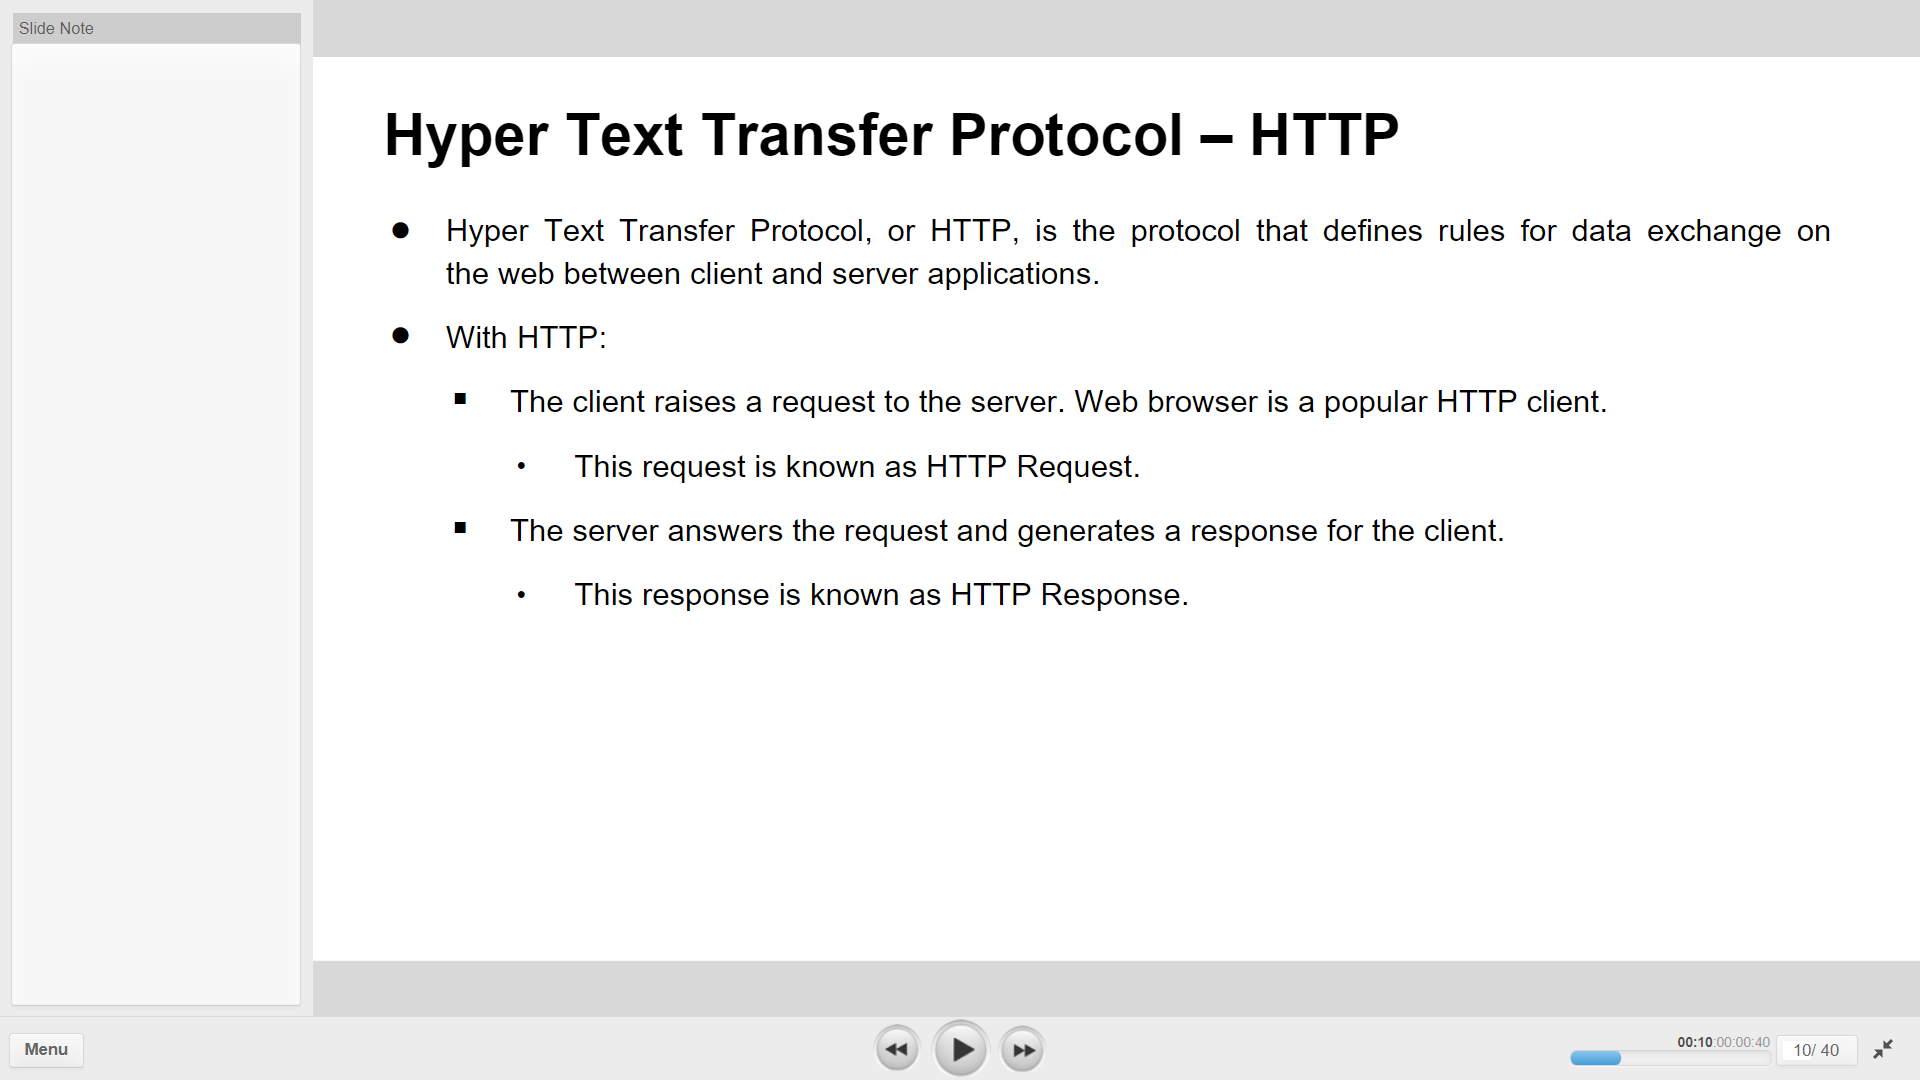 Slide Note
Hyper Text Transfer Protocol – HTTP
● Hyper Text Transfer Protocol, or HTTP, is the protocol that defines rules for data exchange on
the web between client and server applications.
● With HTTP:
▪ The client raises a request to the server. Web browser is a popular HTTP client.
• This request is known as HTTP Request.
▪ The server answers the request and generates a response for the client.
• This response is known as HTTP Response.
Menu
00:10:00:00:40
10/ 40